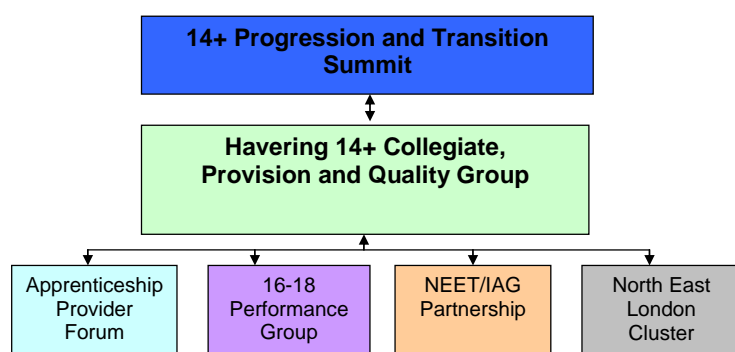 14+ Progression and Transition
Summit
Havering 14+ Collegiate,
Provision and Quality Group
Apprenticeship
Provider
Forum
16-18
Performance
Group
NEET/IAG
Partnership
North East
London
Cluster